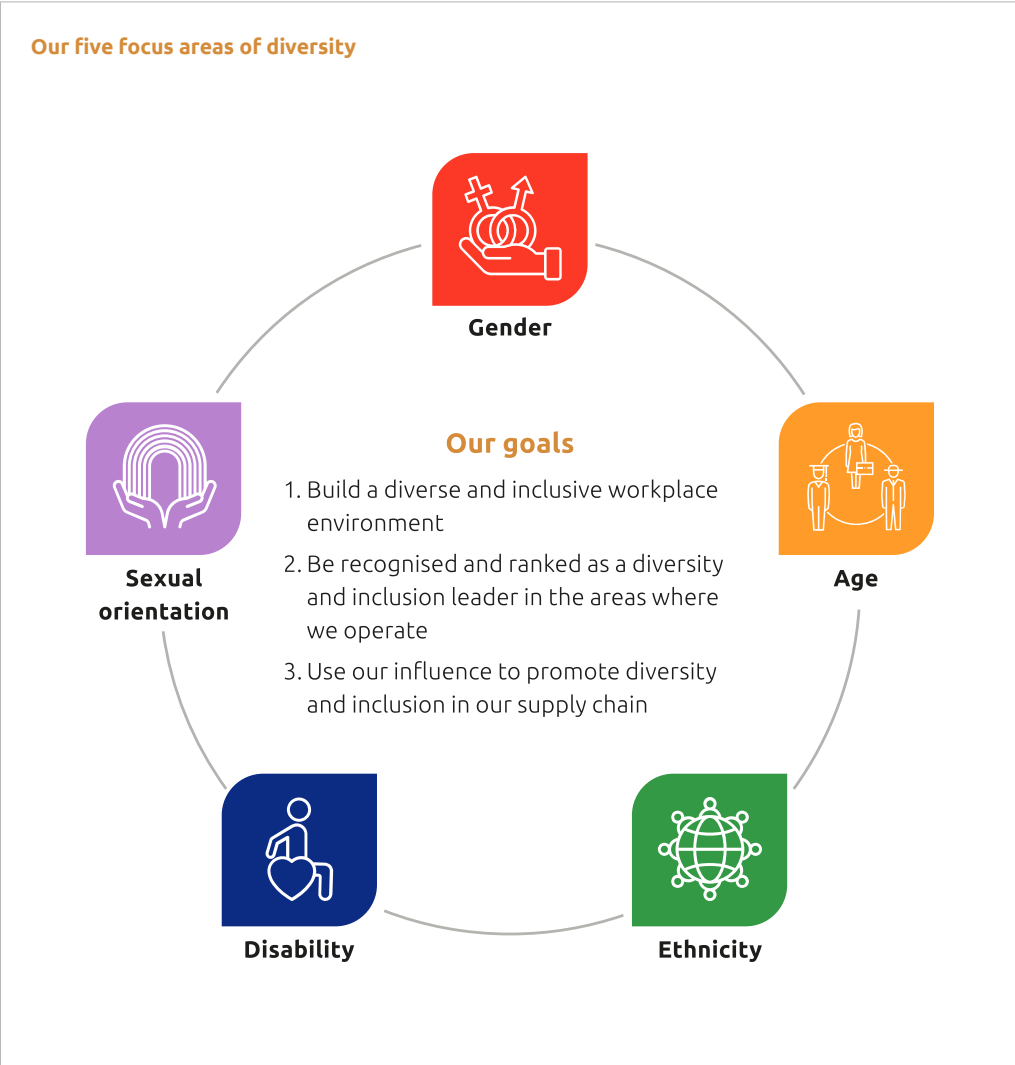 Our five focus areas of diversity
Gender
Our goals
1. Build a diverse and inclusive workplace
environment
2. Be recognised and ranked as a diversity
and inclusion leader in the areas where
we operate
3. Use our influence to promote diversity
and inclusion in our supply chain
Sexual
orientation
Age
Disability
Ethnicity